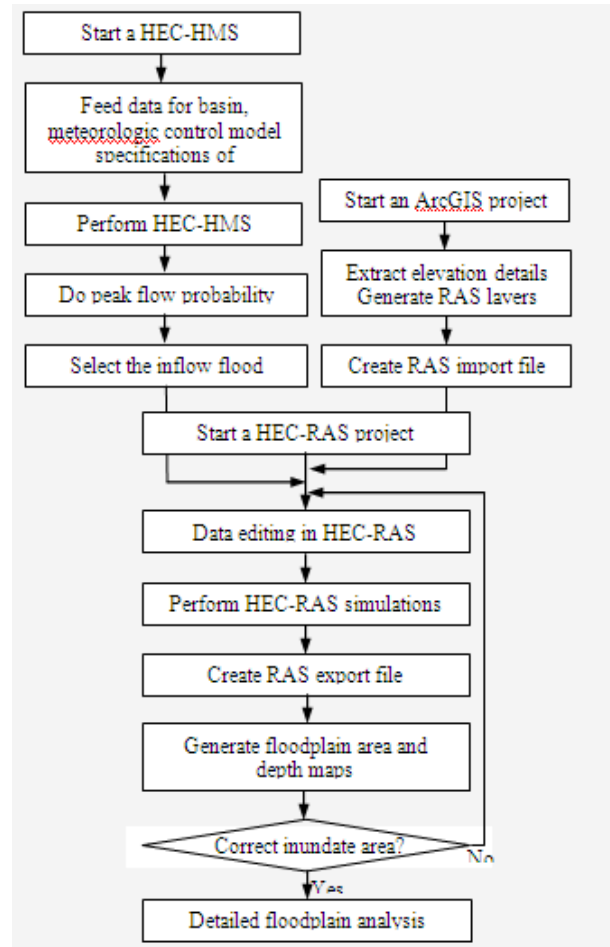 Start a HEC-HMS
Feed data for basin,
meteorologic control model
specifications of
Perform HEC-HMS
Do peak flow probability
Select the inflow flood
Start an ArcGIS project
Extract elevation details
Generate RAS layers
Create RAS import file
Start a HEC-RAS project
Data editing in HEC-RAS
Perform HEC-RAS simulations
Create RAS export file
Generate floodplain area and
depth maps
Correct inundate area?
No
Yes
Detailed floodplain analysis